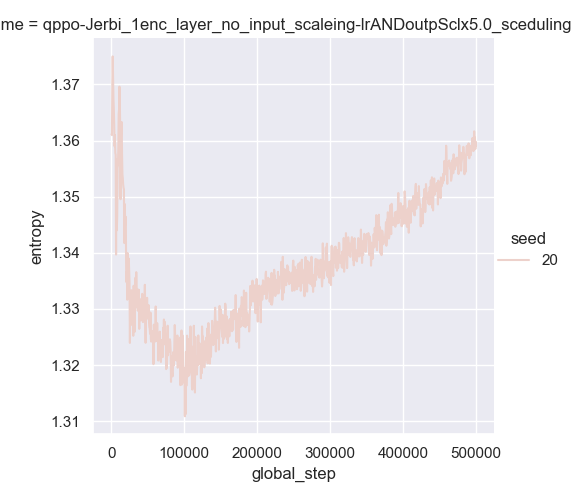 me = qppo-Jerbi_1enc_layer_no_input_scaleing-lrANDoutpSclx5.0_sceduling
1.37
1.36
1.35
1.34
1.33
1.32
1.31
entropy
seed
20
0 100000 200000 300000 400000 500000
global_step